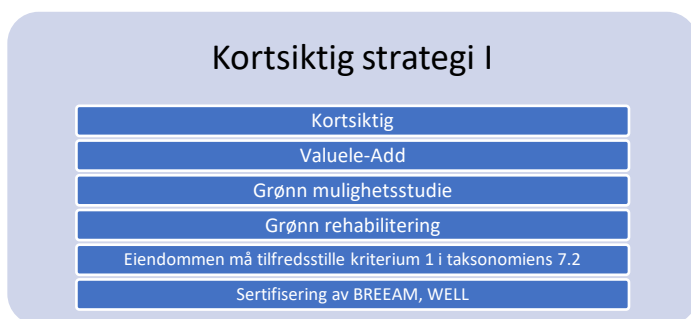 Kortsiktig strategi I
Kortsiktig
Valuele-Add
Grønn mulighetsstudie
Grønn rehabilitering
Eiendommen må tilfredsstille kriterium 1 i taksonomiens 7.2
Sertifisering av BREEAM, WELL